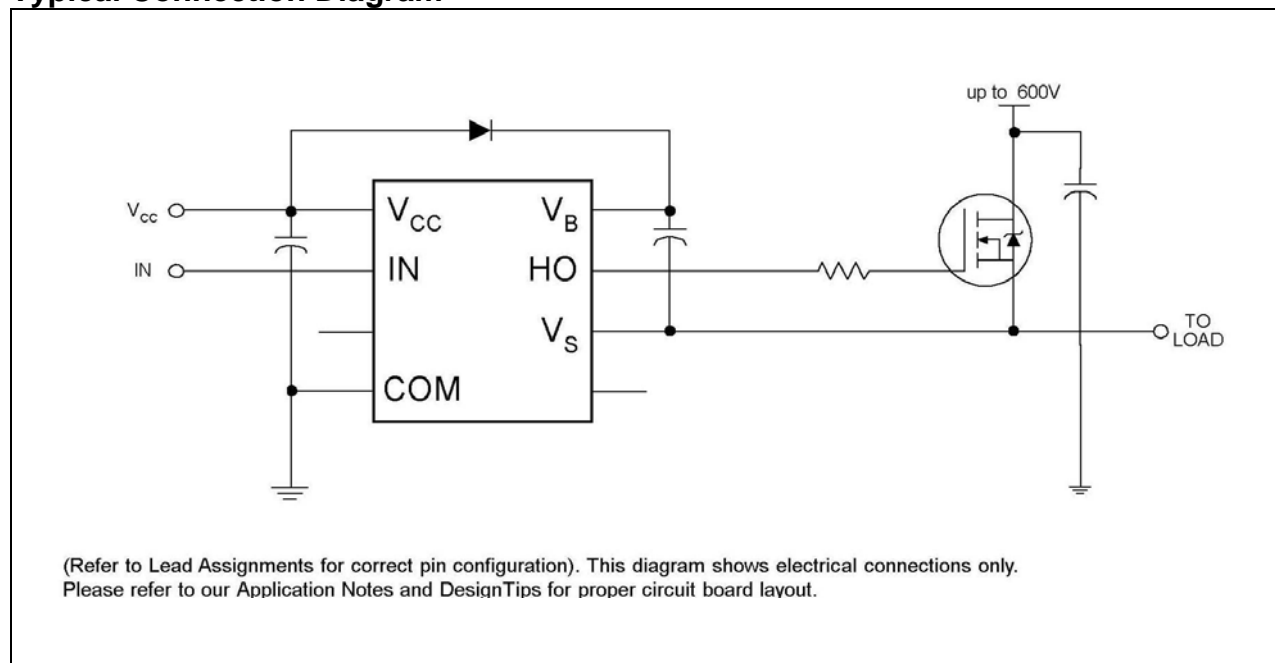 Typical Connection Diagram
up to 600V
VCC
IN
VCC
IN
COM
VB
HO
VS
TO
LOAD
(Refer to Lead Assignments for correct pin configuration). This diagram shows electrical connections only.
Please refer to our Application Notes and DesignTips for proper circuit board layout.